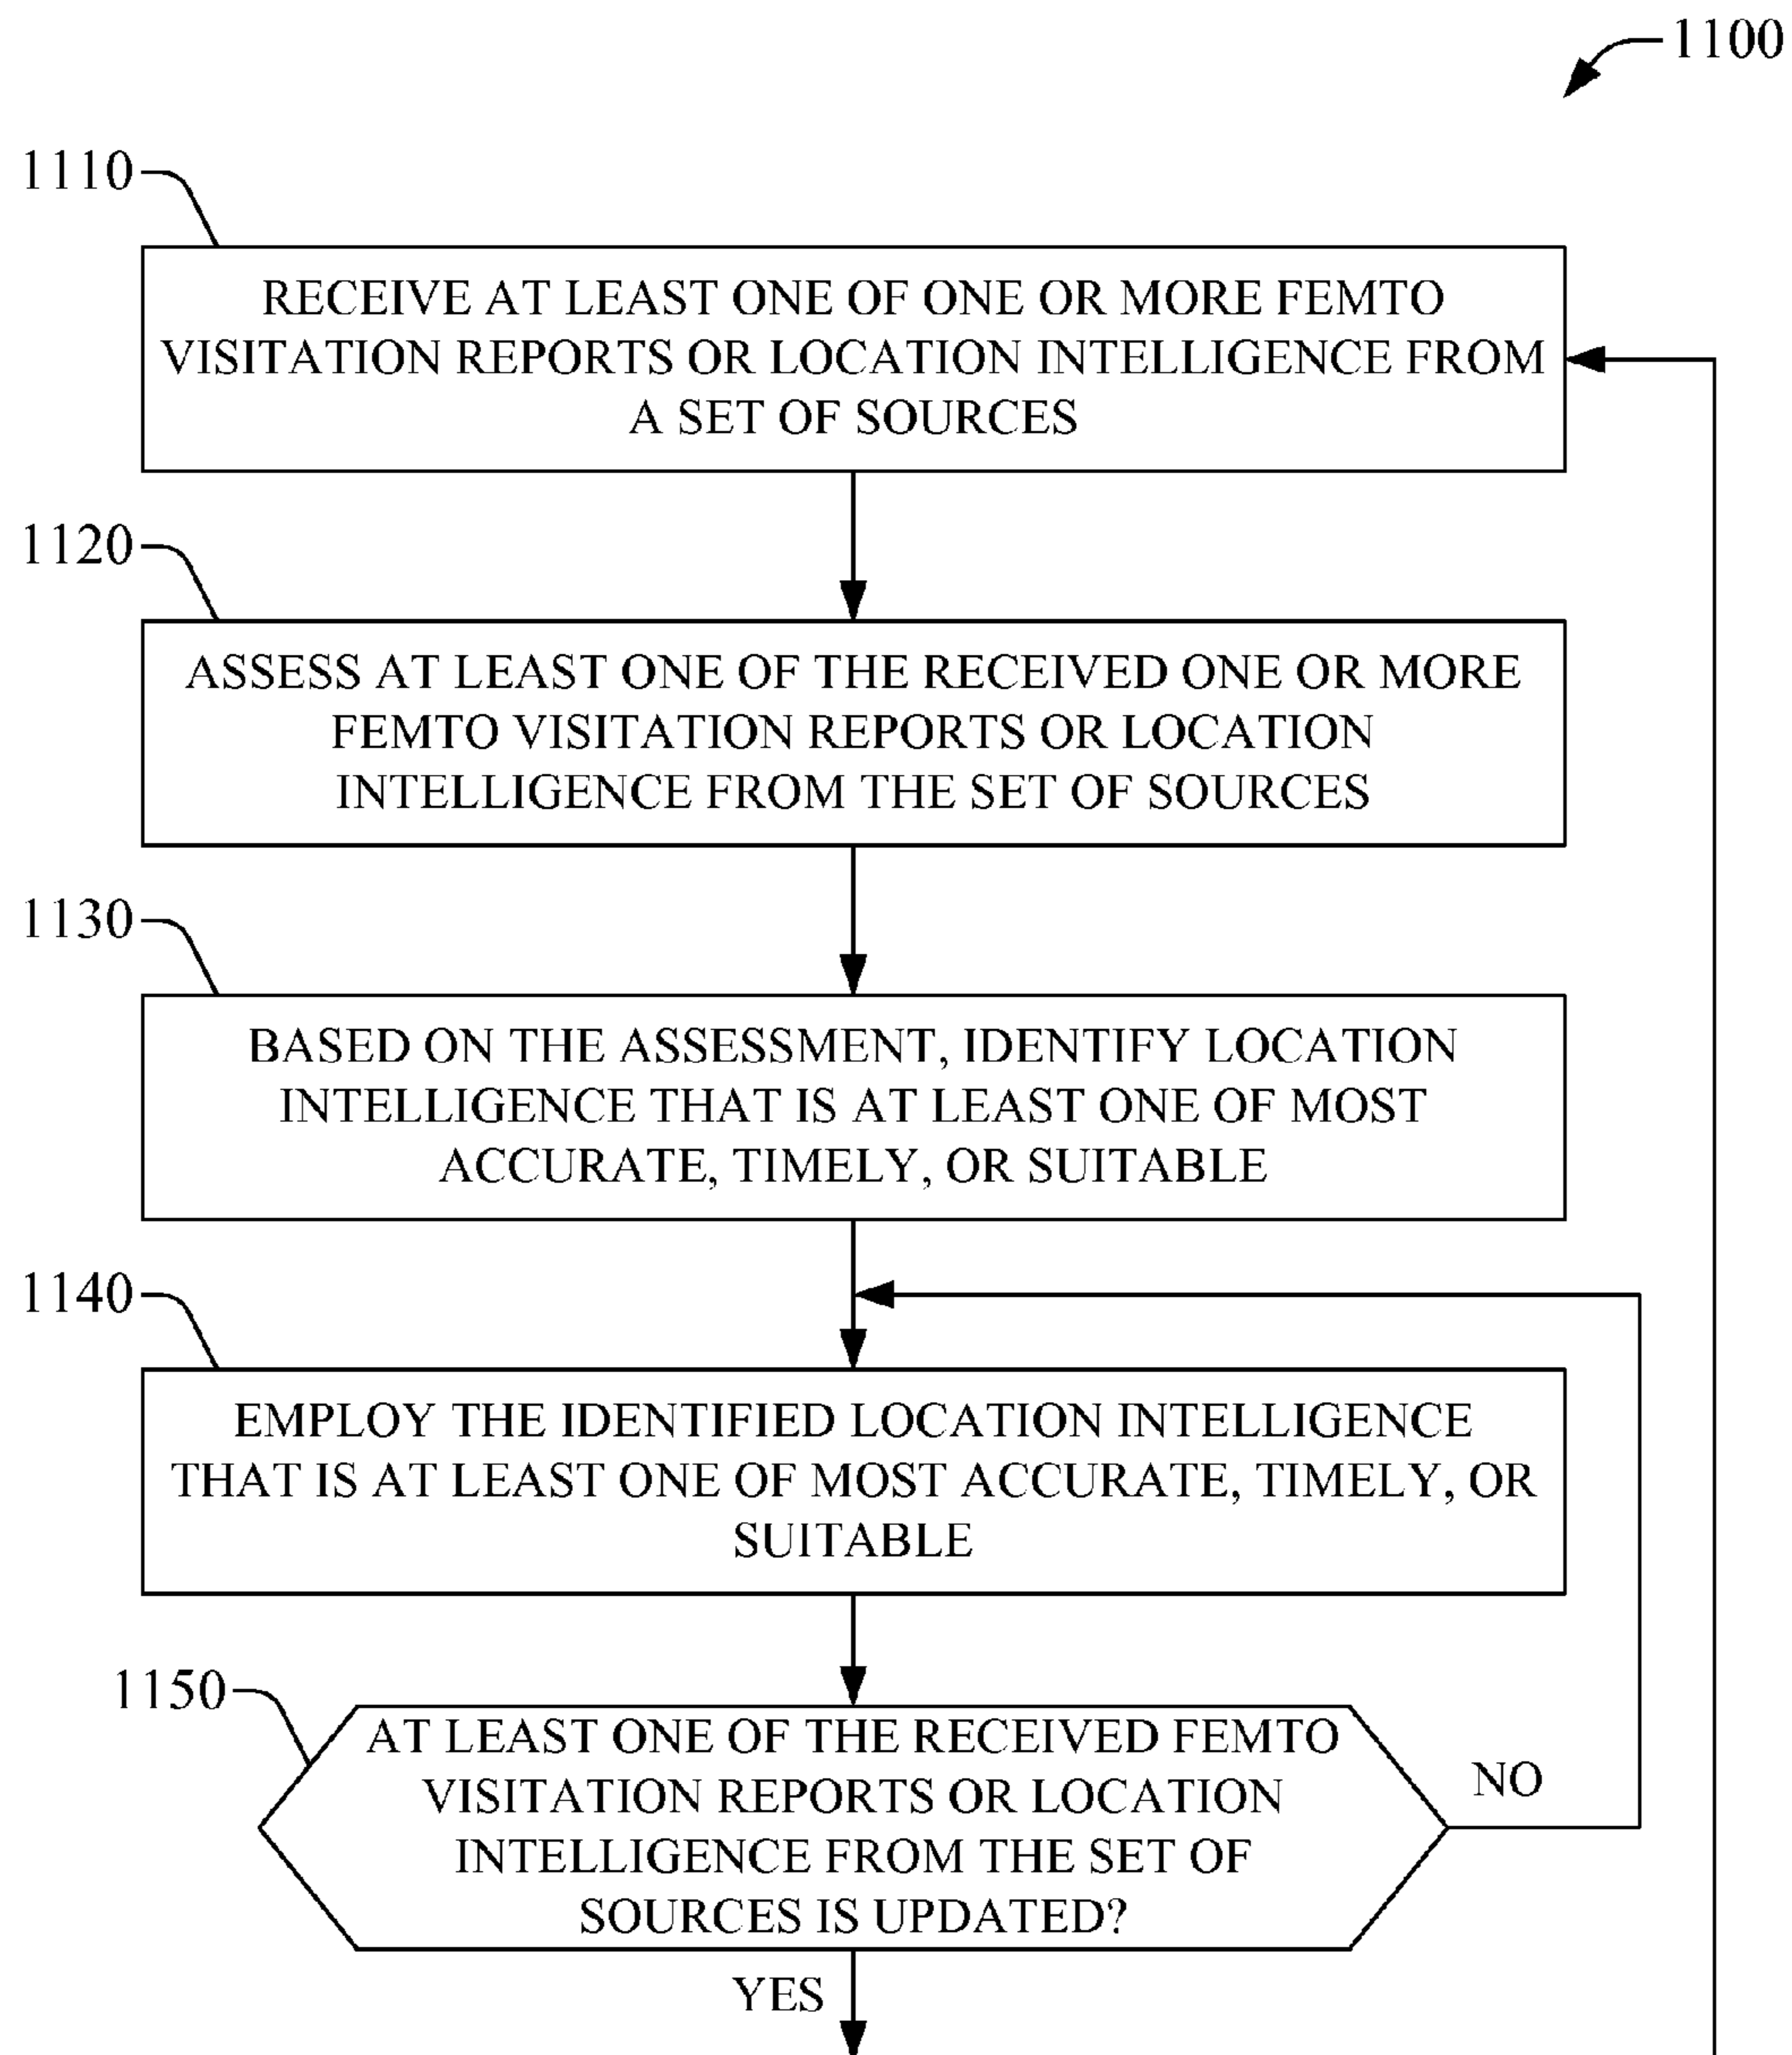 1100
1110
RECEIVE AT LEAST ONE OF ONE OR MORE FEMTO
VISITATION REPORTS OR LOCATION INTELLIGENCE FROM
A SET OF SOURCES
1120
ASSESS AT LEAST ONE OF THE RECEIVED ONE OR MORE
FEMTO VISITATION REPORTS OR LOCATION
INTELLIGENCE FROM THE SET OF SOURCES
1130
BASED ON THE ASSESSMENT, IDENTIFY LOCATION
INTELLIGENCE THAT IS AT LEAST ONE OF MOST
ACCURATE, TIMELY, OR SUITABLE
1140
EMPLOY THE IDENTIFIED LOCATION INTELLIGENCE
THAT IS AT LEAST ONE OF MOST ACCURATE, TIMELY, OR
SUITABLE
1150
AT LEAST ONE OF THE RECEIVED FEMTO
VISITATION REPORTS OR LOCATION
INTELLIGENCE FROM THE SET OF
SOURCES IS UPDATED?
NO
YES